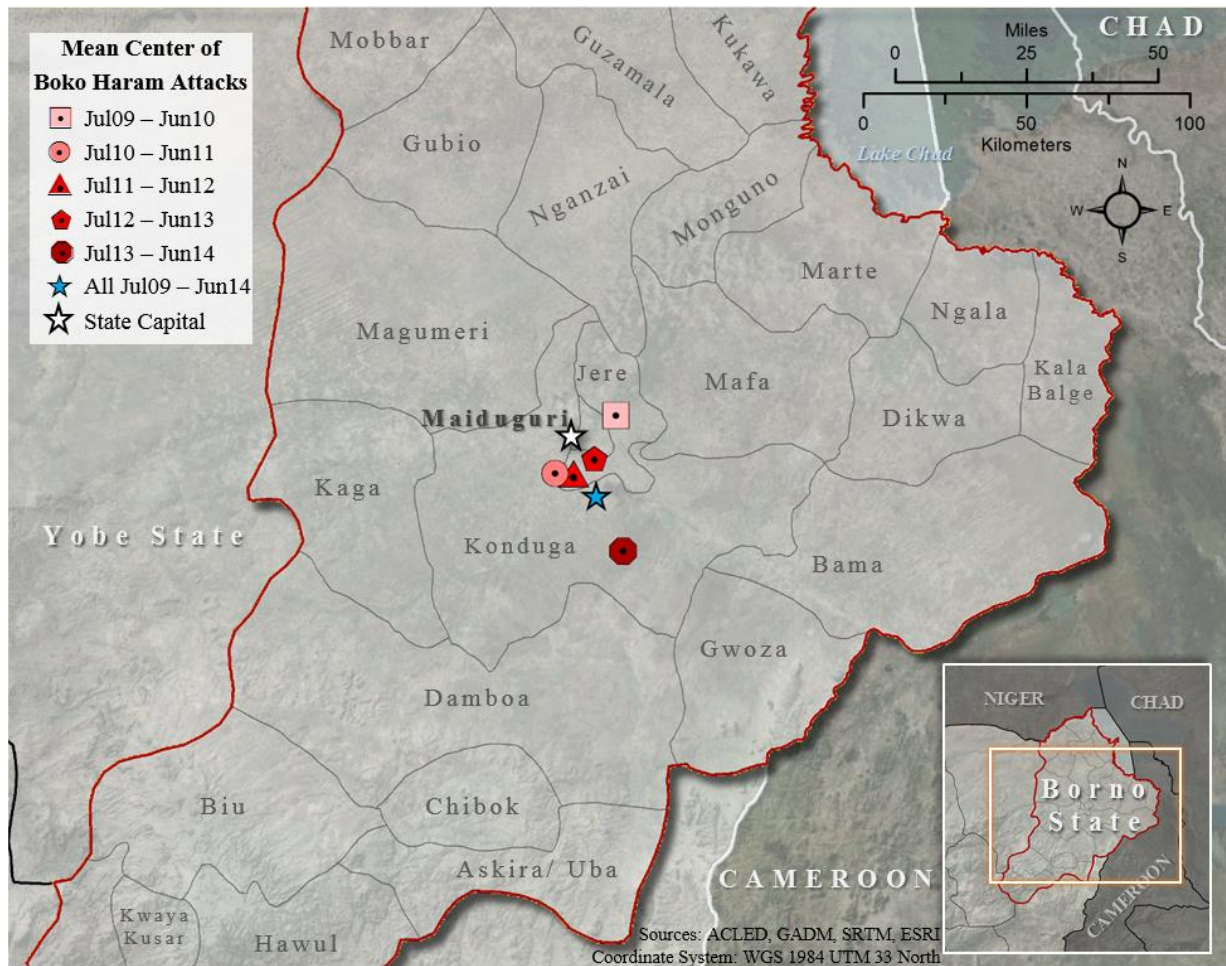 Mean Center of
Boko Haram Attacks
Jul09 – Jun10
Jul10 – Jun11
Jul11 – Jun12
Jul12 – Jun13
Jul13 – Jun14
All Jul09 – Jun14
State Capital
Miles
0 25 50
0 50 100
Kilometers
CHAD
Lake Chad
N
W E
S
Mobbar
Guzamala
Kukawa
Gubio
Nganzai
Monguno
Marte
Ngala
Magumeri
Jere
Mafa
Kala
Balge
Dikwa
Maiduguri
Kaga
Yobe State
Konduga
Bama
Gwoza
Damboa
Biu
Chibok
Askira/ Uba
Kwaya
Kusar
Hawul
CAMEROON
NIGER
CHAD
Borno
State
CAMEROON
Sources: ACLED, GADM, SRTM, ESRI
Coordinate System: WGS 1984 UTM 33 North